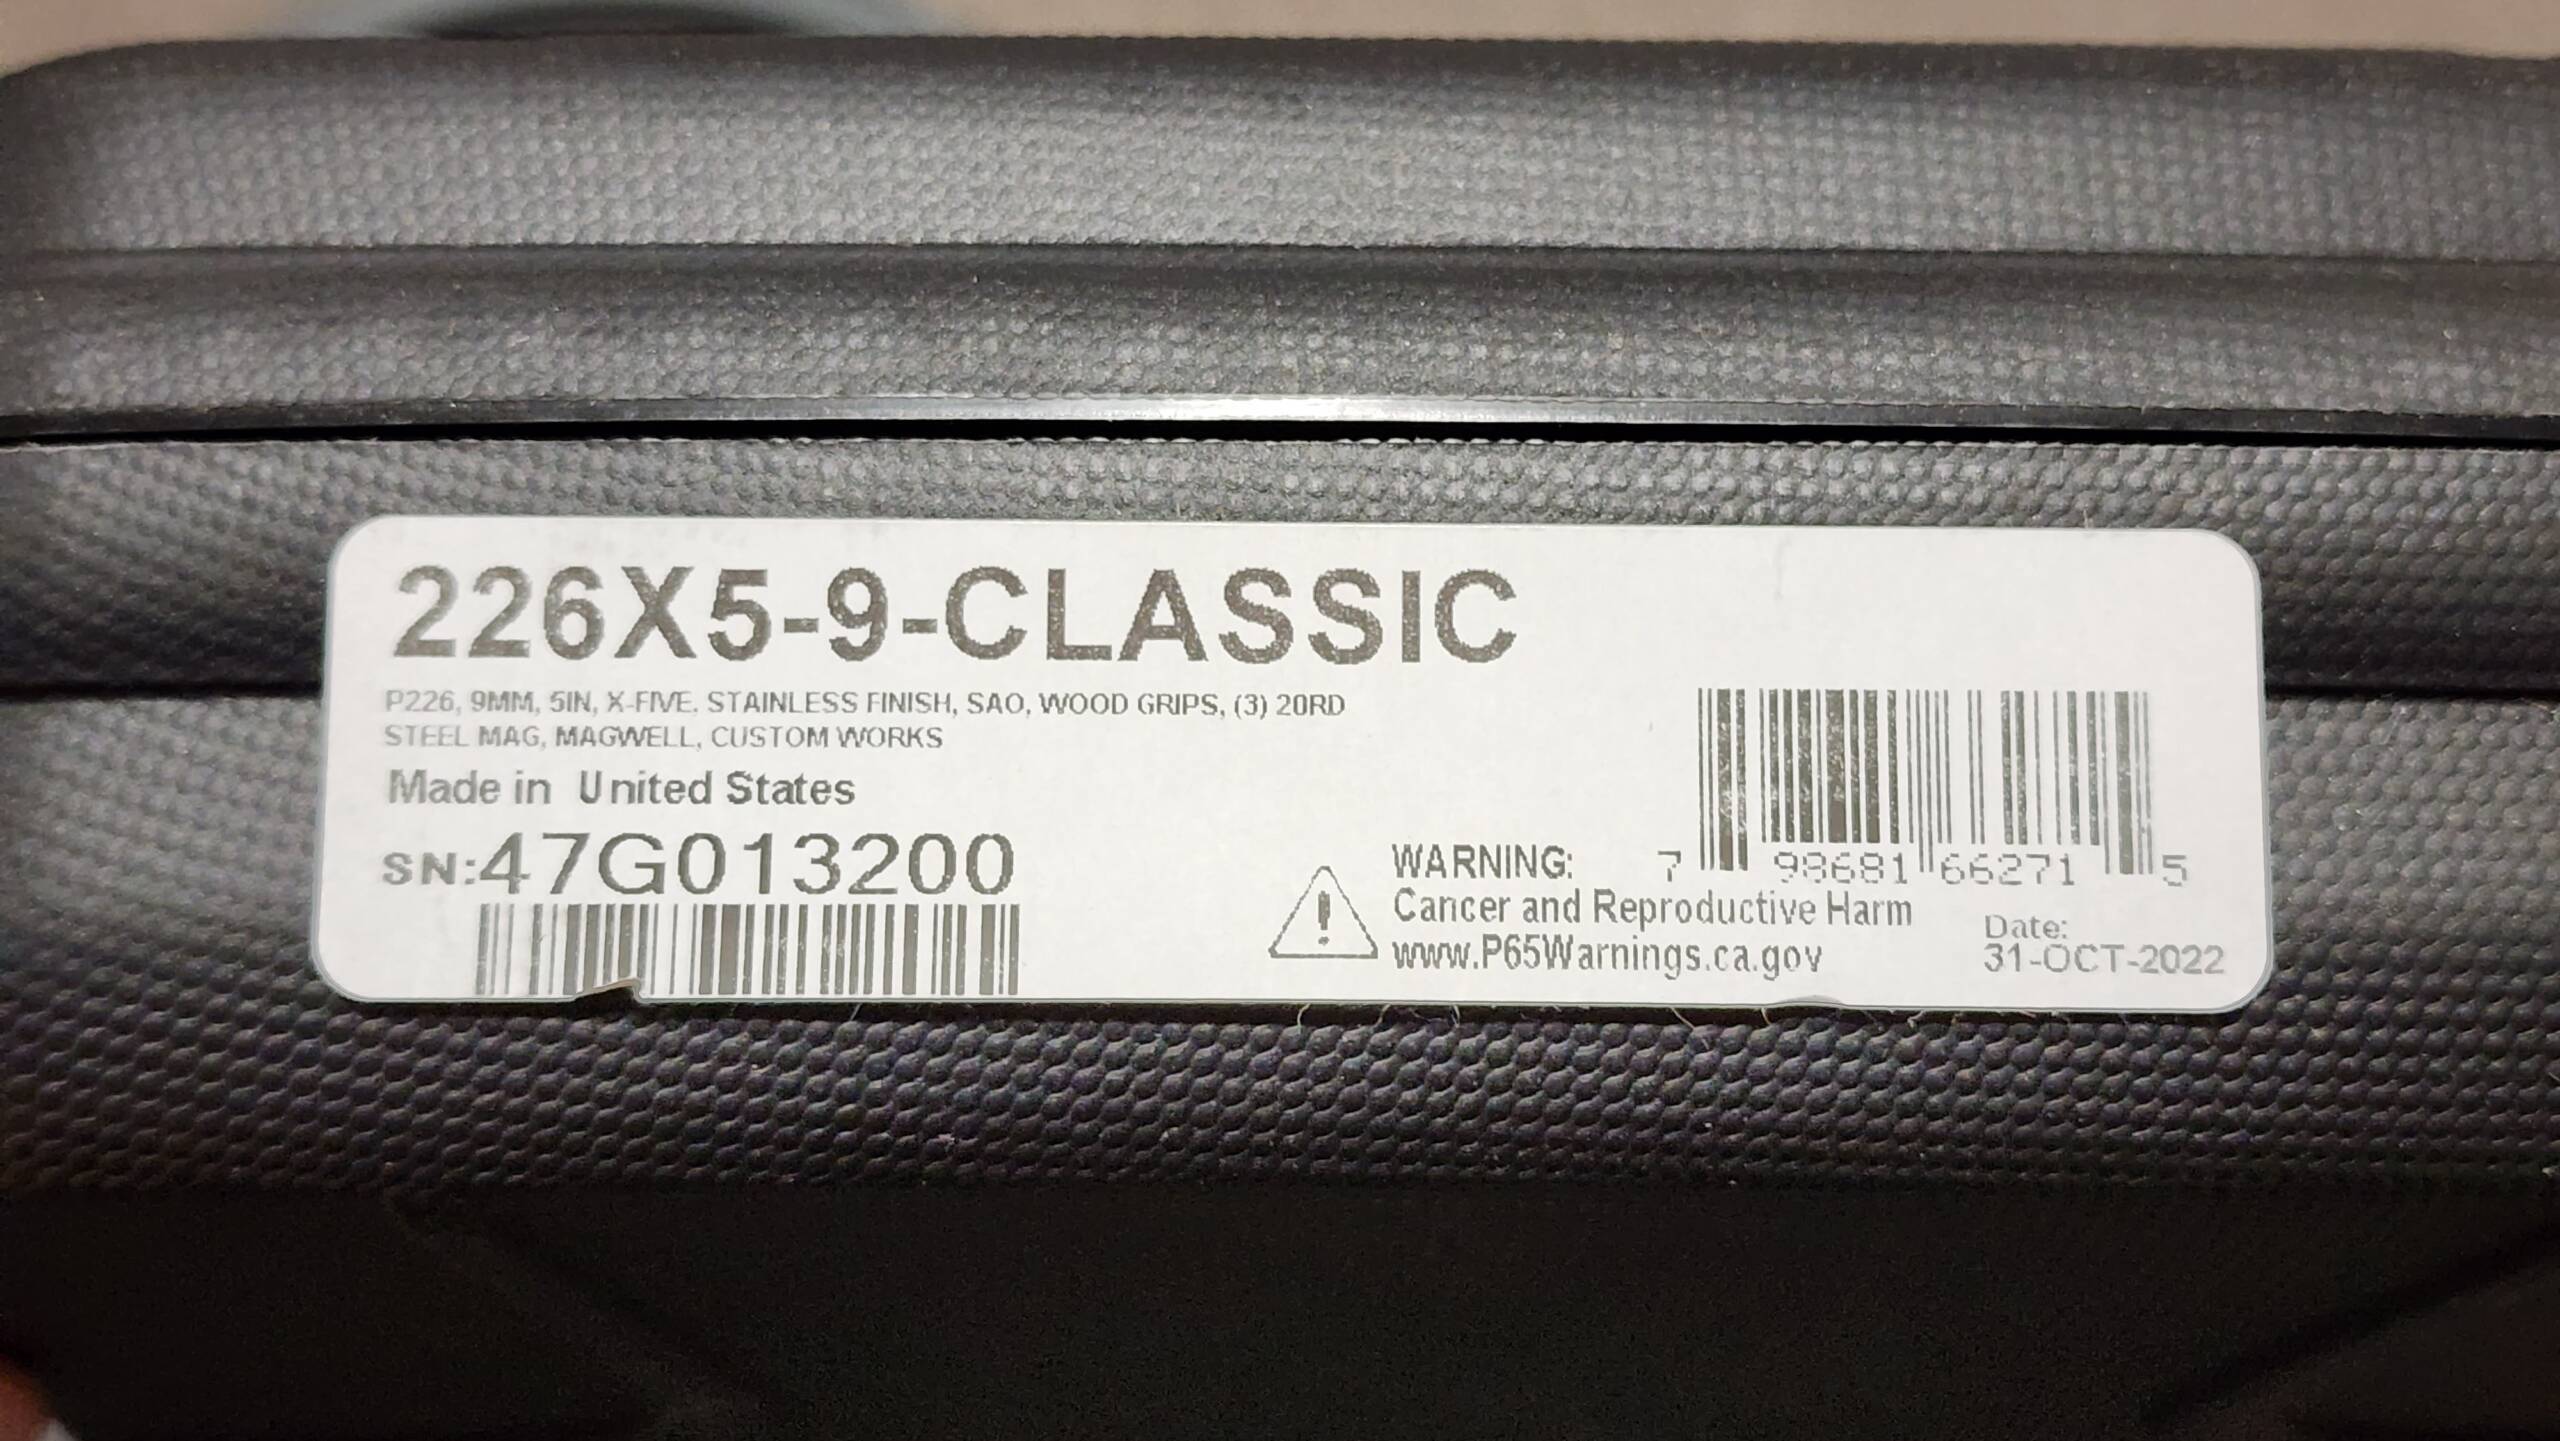 226X5-9-CLASSIC
P226, 9MM, 5IN, X-FIVE, STAINLESS FINISH, SAO, WOOD GRIPS, (3) 20RD
STEEL MAG, MAGWELL, CUSTOM WORKS
Made in United States
SN:47G013200
WARNING:
Cancer and Reproductive Harm
www.P65Warnings.ca.gov
7 98681 66271 5
Date:
31-OCT-2022